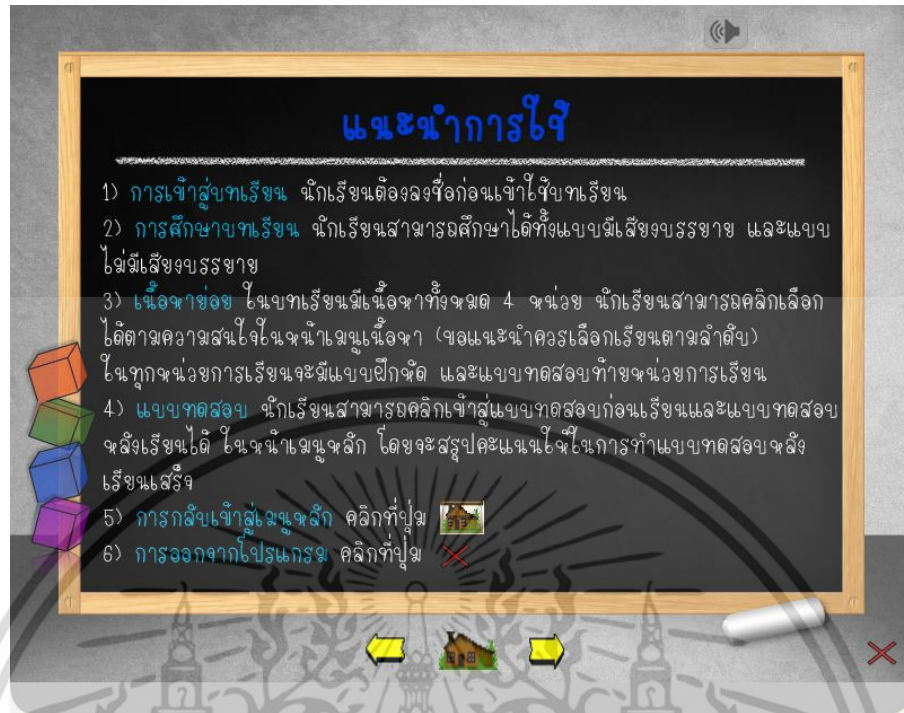 แนะนำการใช้
1) การเข้าสู่บทเรียน นักเรียนต้องลงชื่อก่อนเข้าใช้บทเรียน
2) การศึกษาบทเรียน นักเรียนสามารถศึกษาได้ทั้งแบบมีเสียงบรรยาย และแบบ
ไม่มีเสียงบรรยาย
3) เนื้อหาย่อย ในบทเรียนมีเนื้อหาทั้งหมด 4 หน่วย นักเรียนสามารถคลิกเลือก
ได้ตามความสนใจในหน้าเมนูเนื้อหา (ขอแนะนำควรเลือกเรียนตามลำดับ)
ในทุกหน่วยการเรียนจะมีแบบฝึกหัด และแบบทดสอบท้ายหน่วยการเรียน
4) แบบทดสอบ นักเรียนสามารถคลิกเข้าสู่แบบทดสอบก่อนเรียนและแบบทดสอบ
หลังเรียนได้ ในหน้าเมนูหลัก โดยจะสรุปคะแนนให้ในการทำแบบทดสอบหลัง
เรียนเสร็จ
5) การกลับเข้าสู่เมนูหลัก คลิกที่ปุ่ม
6) การออกจากโปรแกรม คลิกที่ปุ่ม